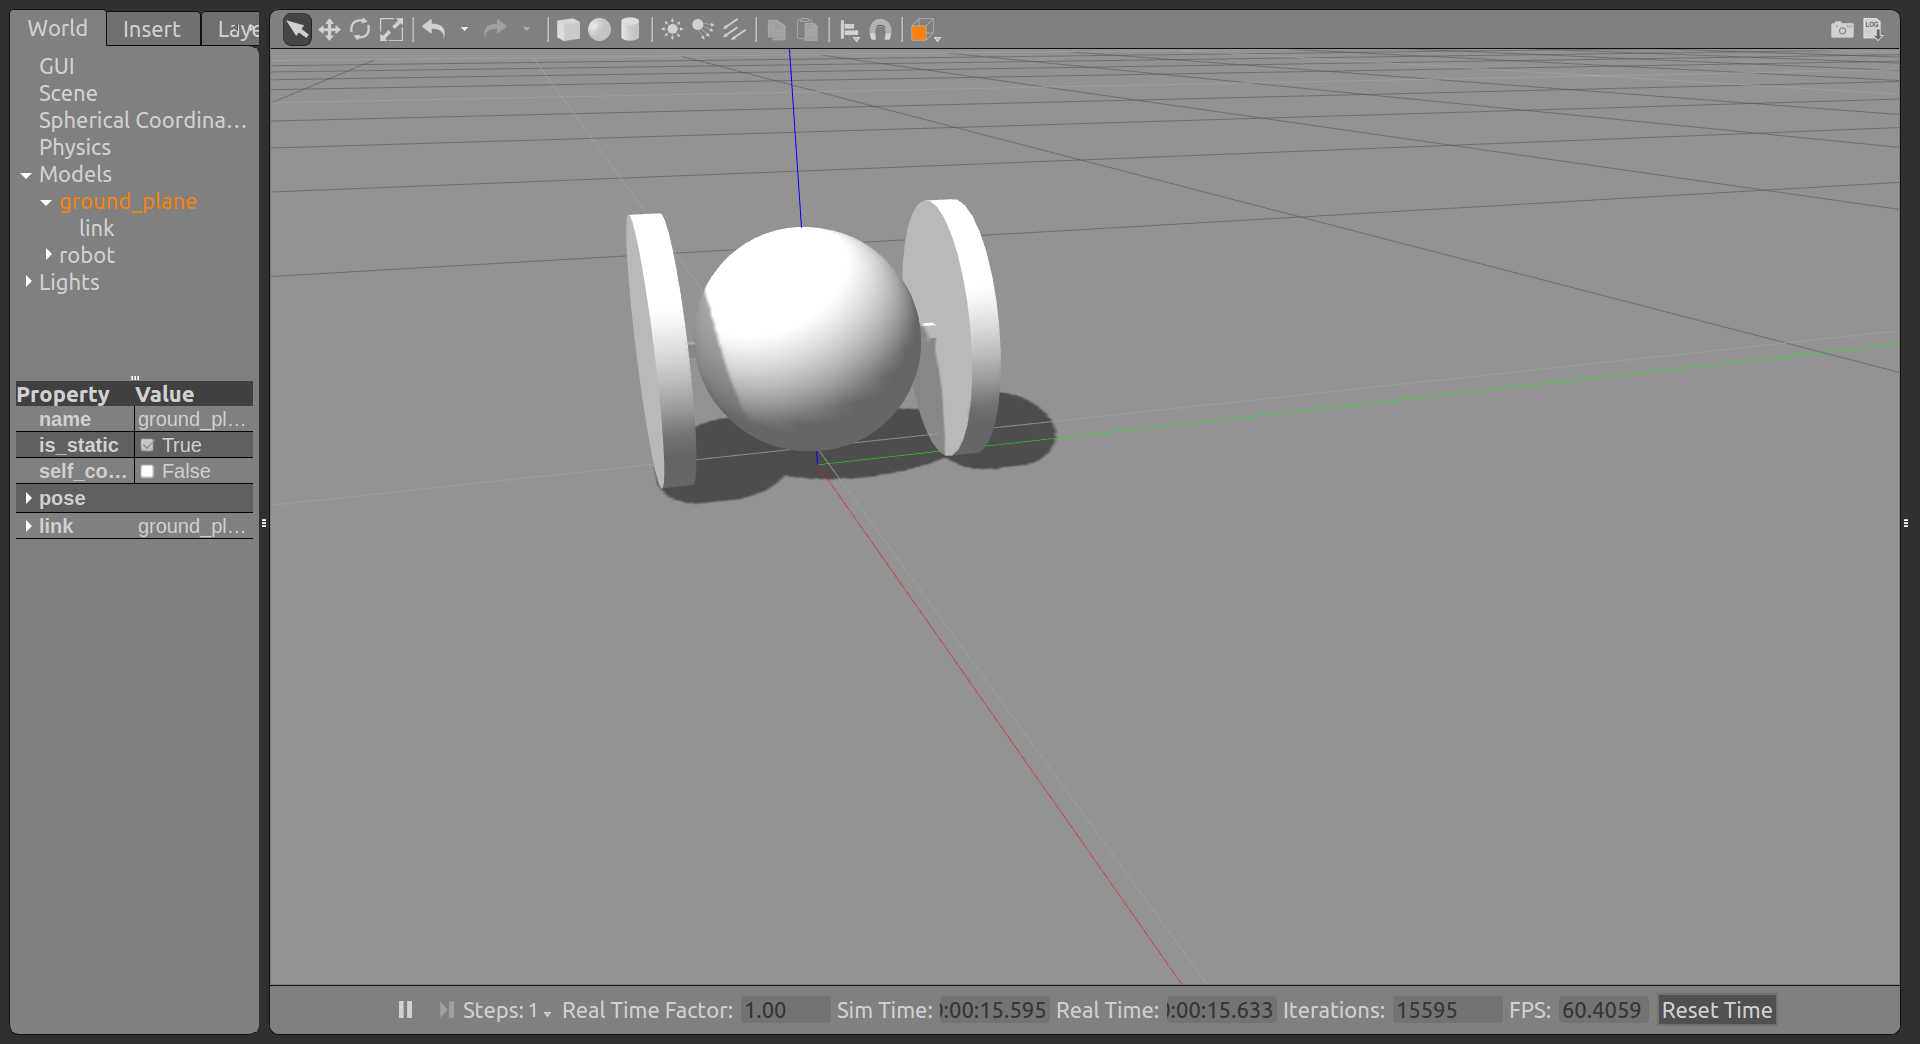 World Insert Laye
GUI
Scene
Spherical Coordina...
Physics
Models
ground_plane
link
robot
Lights
Property Value
name ground_pl...
is_static True
self_co... False
pose
link ground_pl...
LOG
Steps: 1 Real Time Factor: 1.00 Sim Time: :00:15.595 Real Time: :00:15.633 Iterations: 15595 FPS: 60.4059 Reset Time